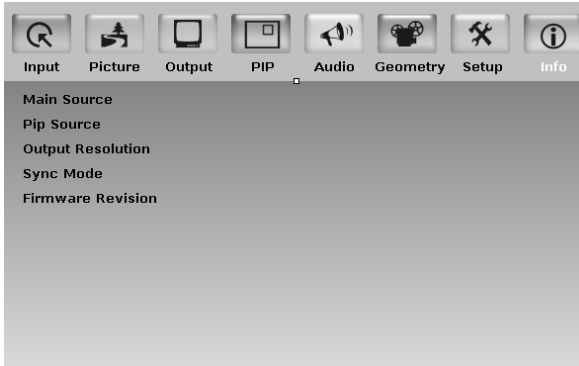 Input Picture Output PIP Audio Geometry Setup Info
Main Source
Pip Source
Output Resolution
Sync Mode
Firmware Revision